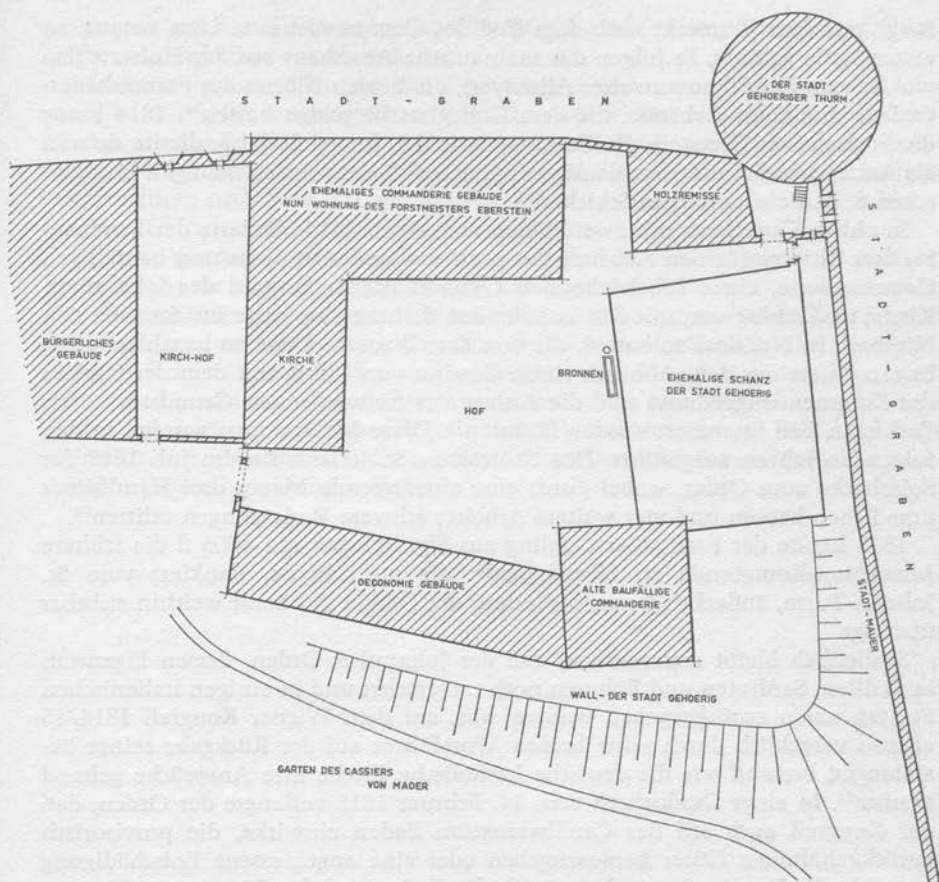 STADT-GRABEN
DER STADT
GEHOERIGER THURM
EHEMALIGES COMMANDERIE GEBÄUDE
NUN WOHNUNG DES FORSTMEISTERS EBERSTEIN
HOLZREMISSE
STADT-GRABEN
BÜRGERLICHES
GEBÄUDE
KIRCH-HOF
KIRCHE
BRONNEN
EHEMALIGE SCHANZ
DER STADT GEHOERIG
HOF
OECONOMIE GEBÄUDE
ALTE BAUFÄLLIGE
COMMANDERIE
STADT-MAUER
WALL-DER STADT GEHOERIG
GARTEN DES CASSIERS
VON MADER